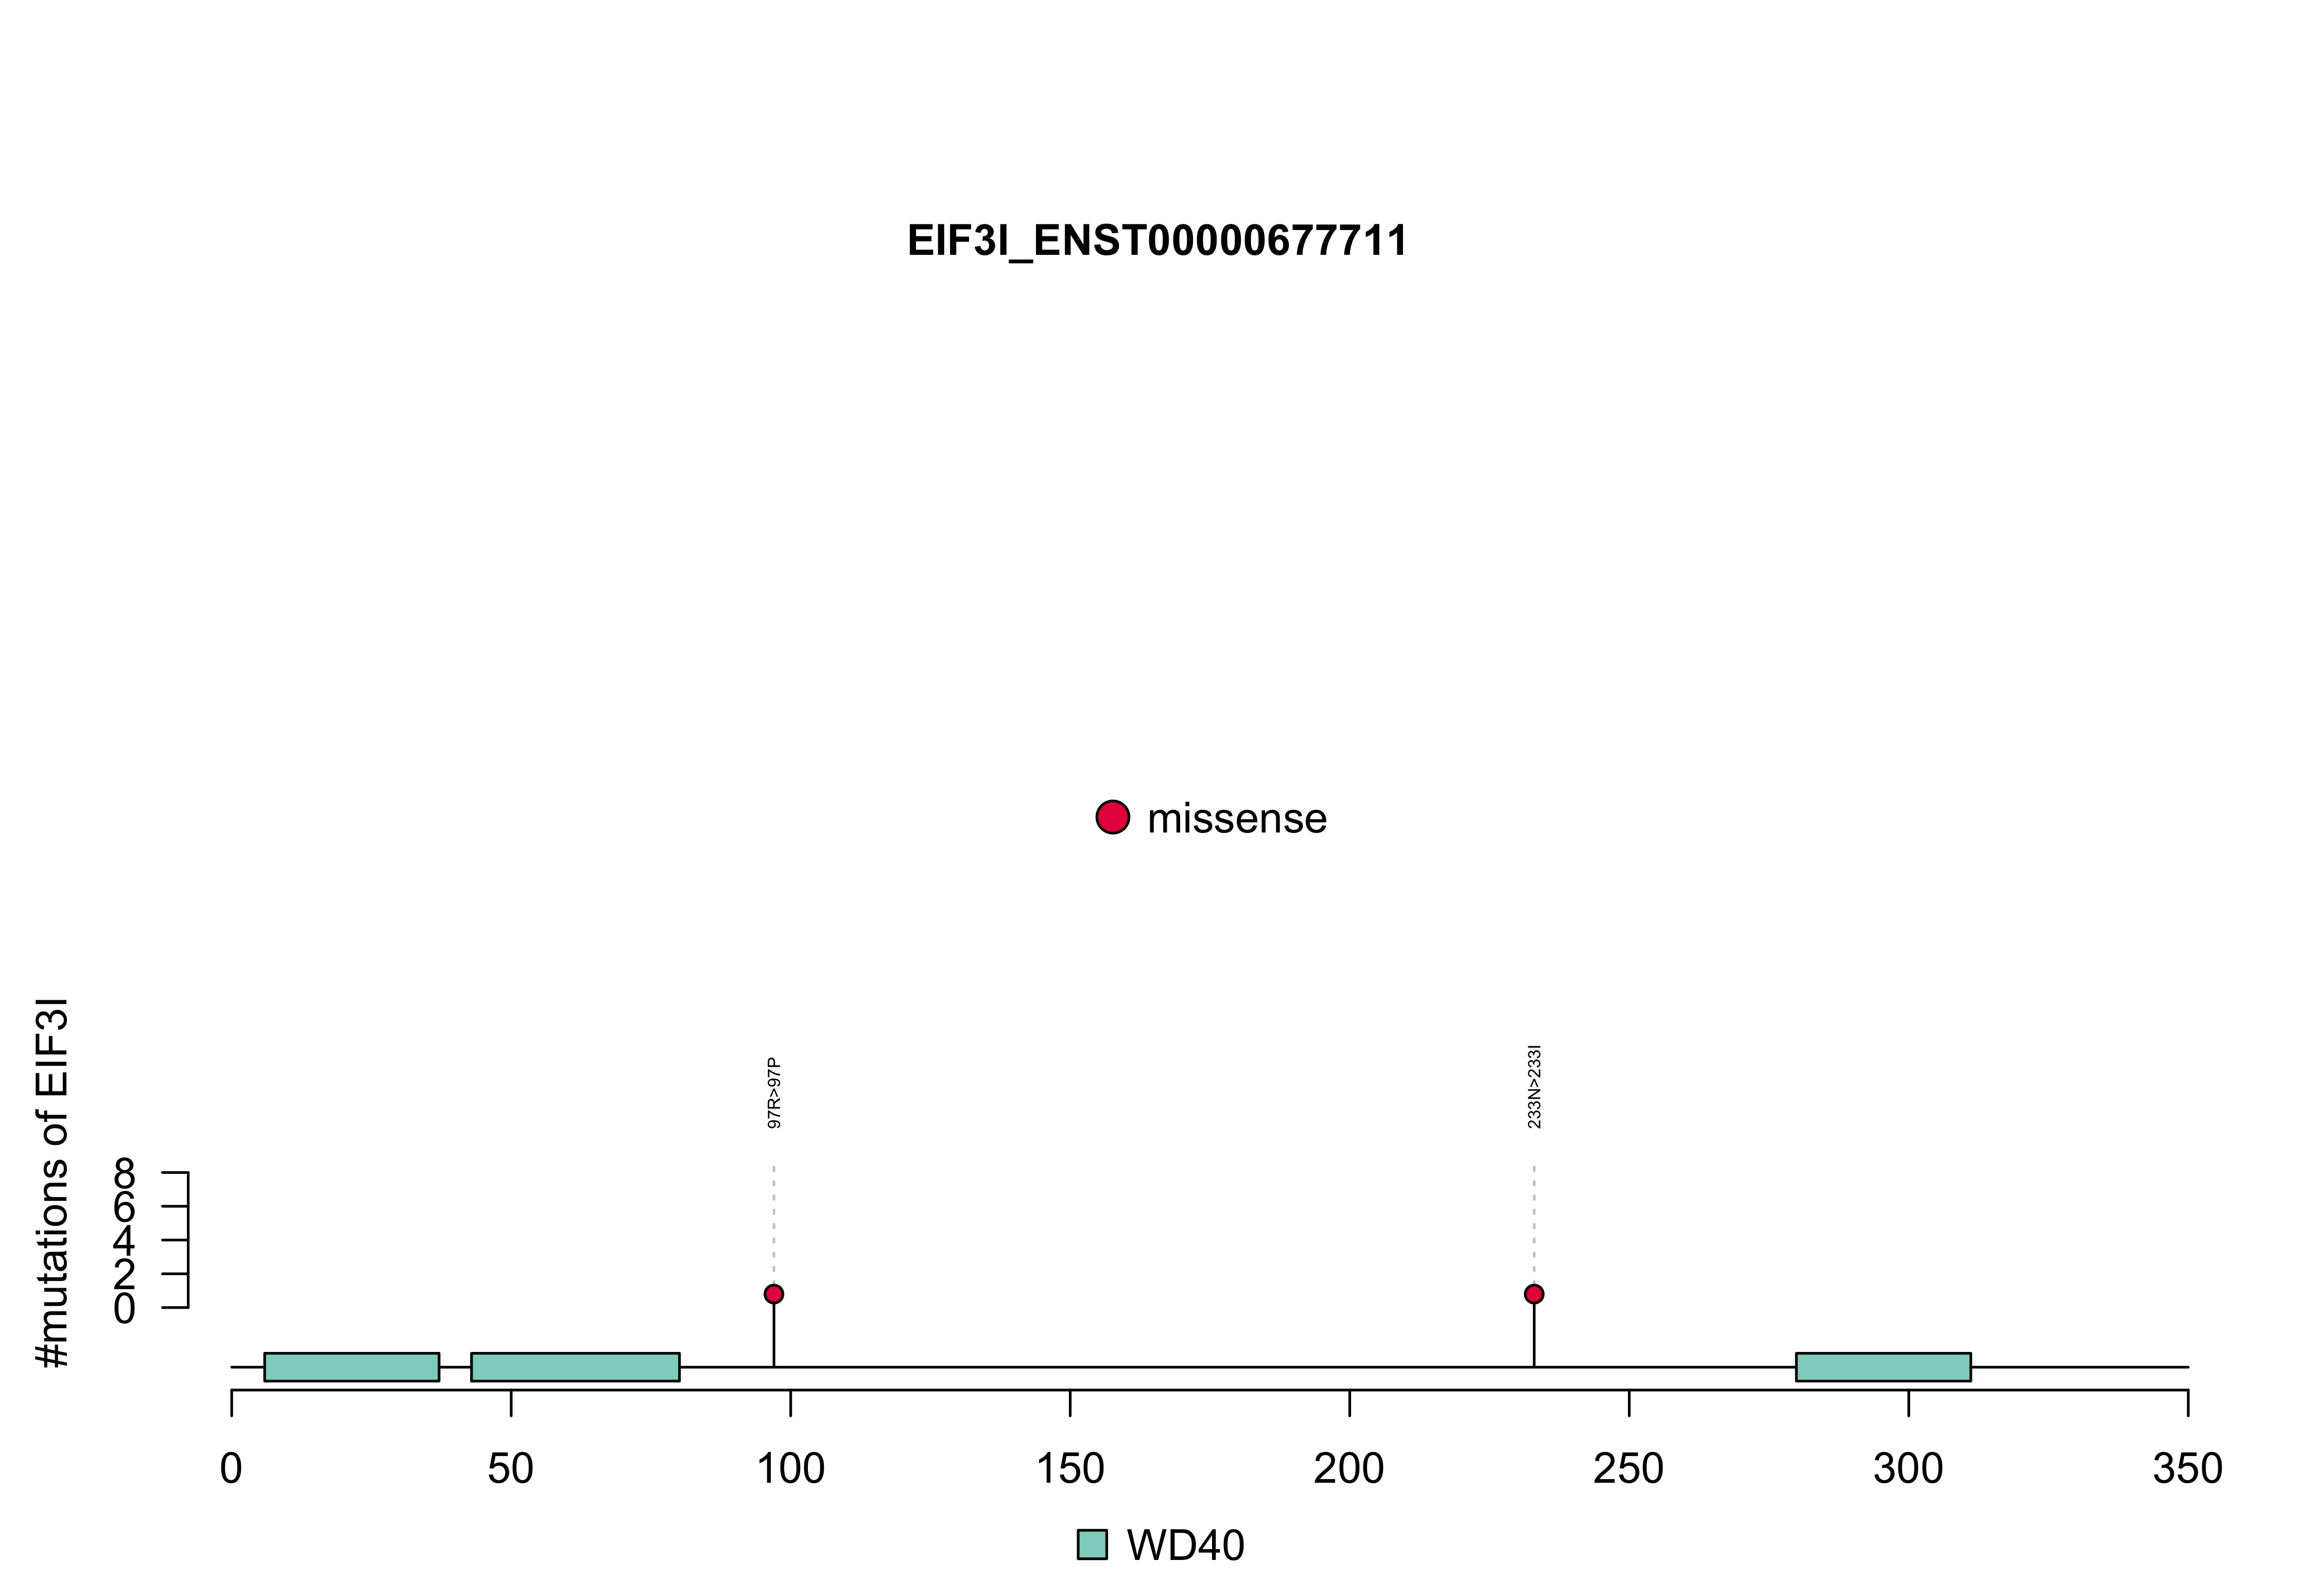 EIF3I_ENST00000677711
missense
#mutations of EIF3I
97R>97P
233N>233I
8
6
4
2
0
0 50 100 150 200 250 300 350
WD40